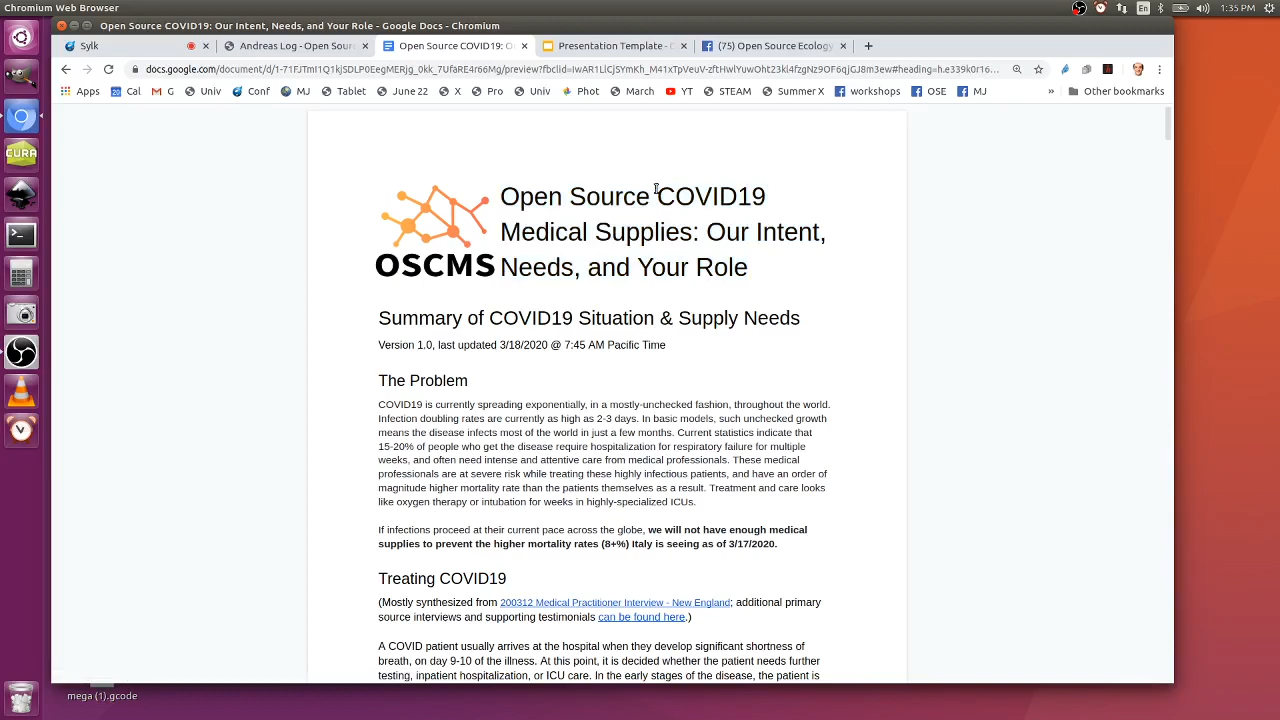 Chromium Web Browser
En
1:35 PM
Open Source COVID19: Our Intent, Needs, and Your Role - Google Docs - Chromium
Sylk
Andreas Log - Open Sour
Open Source COVID19: O
Presentation Template -
(75) Open Source Ecology
Apps
Cal
G
Univ
Conf
MJ
Tablet
June 22
X
Pro
Univ
Phot
March
YT
STEAM
Summer X
workshops
OSE
MJ
Other bookmarks
CURA
OSCMS
Open Source COVID19
Medical Supplies: Our Intent,
Needs, and Your Role
Summary of COVID19 Situation & Supply Needs
Version 1.0, last updated 3/18/2020 @ 7:45 AM Pacific Time
The Problem
COVID19 is currently spreading exponentially, in a mostly-unchecked fashion, throughout the world.
Infection doubling rates are currently as high as 2-3 days. In basic models, such unchecked growth
means the disease infects most of the world in just a few months. Current statistics indicate that
15-20% of people who get the disease require hospitalization for respiratory failure for multiple
weeks, and often need intense and attentive care from medical professionals. These medical
professionals are at severe risk while treating these highly infectious patients, and have an order of
magnitude higher mortality rate than the patients themselves as a result. Treatment and care looks
like oxygen therapy or intubation for weeks in highly-specialized ICUs.
If infections proceed at their current pace across the globe, we will not have enough medical
supplies to prevent the higher mortality rates (8+%) Italy is seeing as of 3/17/2020.
Treating COVID19
(Mostly synthesized from 200312 Medical Practitioner Interview - New England; additional primary
source interviews and supporting testimonials can be found here.)
A COVID patient usually arrives at the hospital when they develop significant shortness of
breath, on day 9-10 of the illness. At this point, it is decided whether the patient needs further
testing, inpatient hospitalization, or ICU care. In the early stages of the disease, the patient is
mega (1).gcode